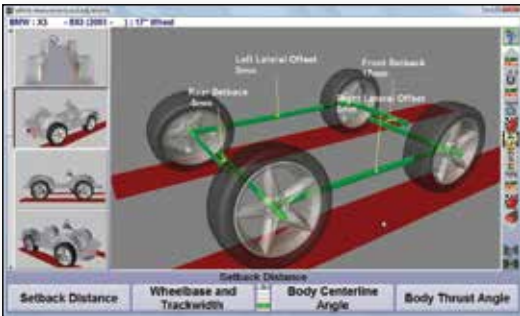 BMW : X3 - E83 (2003 - ) : 17" Wheel
Left Lateral Offset
Front Setback
Rear Setback
Right Lateral Offset
Setback Distance
Setback Distance
Wheelbase and
Trackwidth
Body Centerline
Angle
Body Thrust Angle